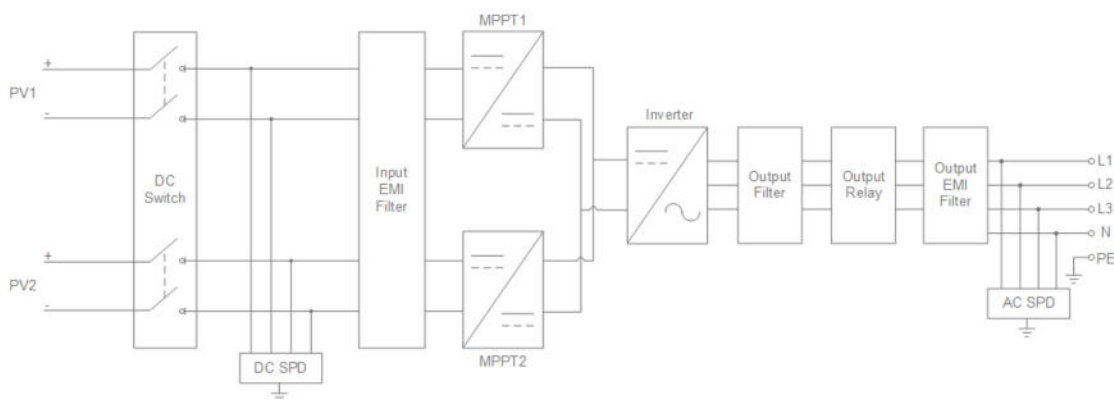 MPPT1
+
PV1
-
DC
Switch
Input
EMI
Filter
Inverter
Output
Filter
Output
Relay
Output
EMI
Filter
L1
L2
L3
N
PE
+
PV2
-
DC SPD
MPPT2
AC SPD